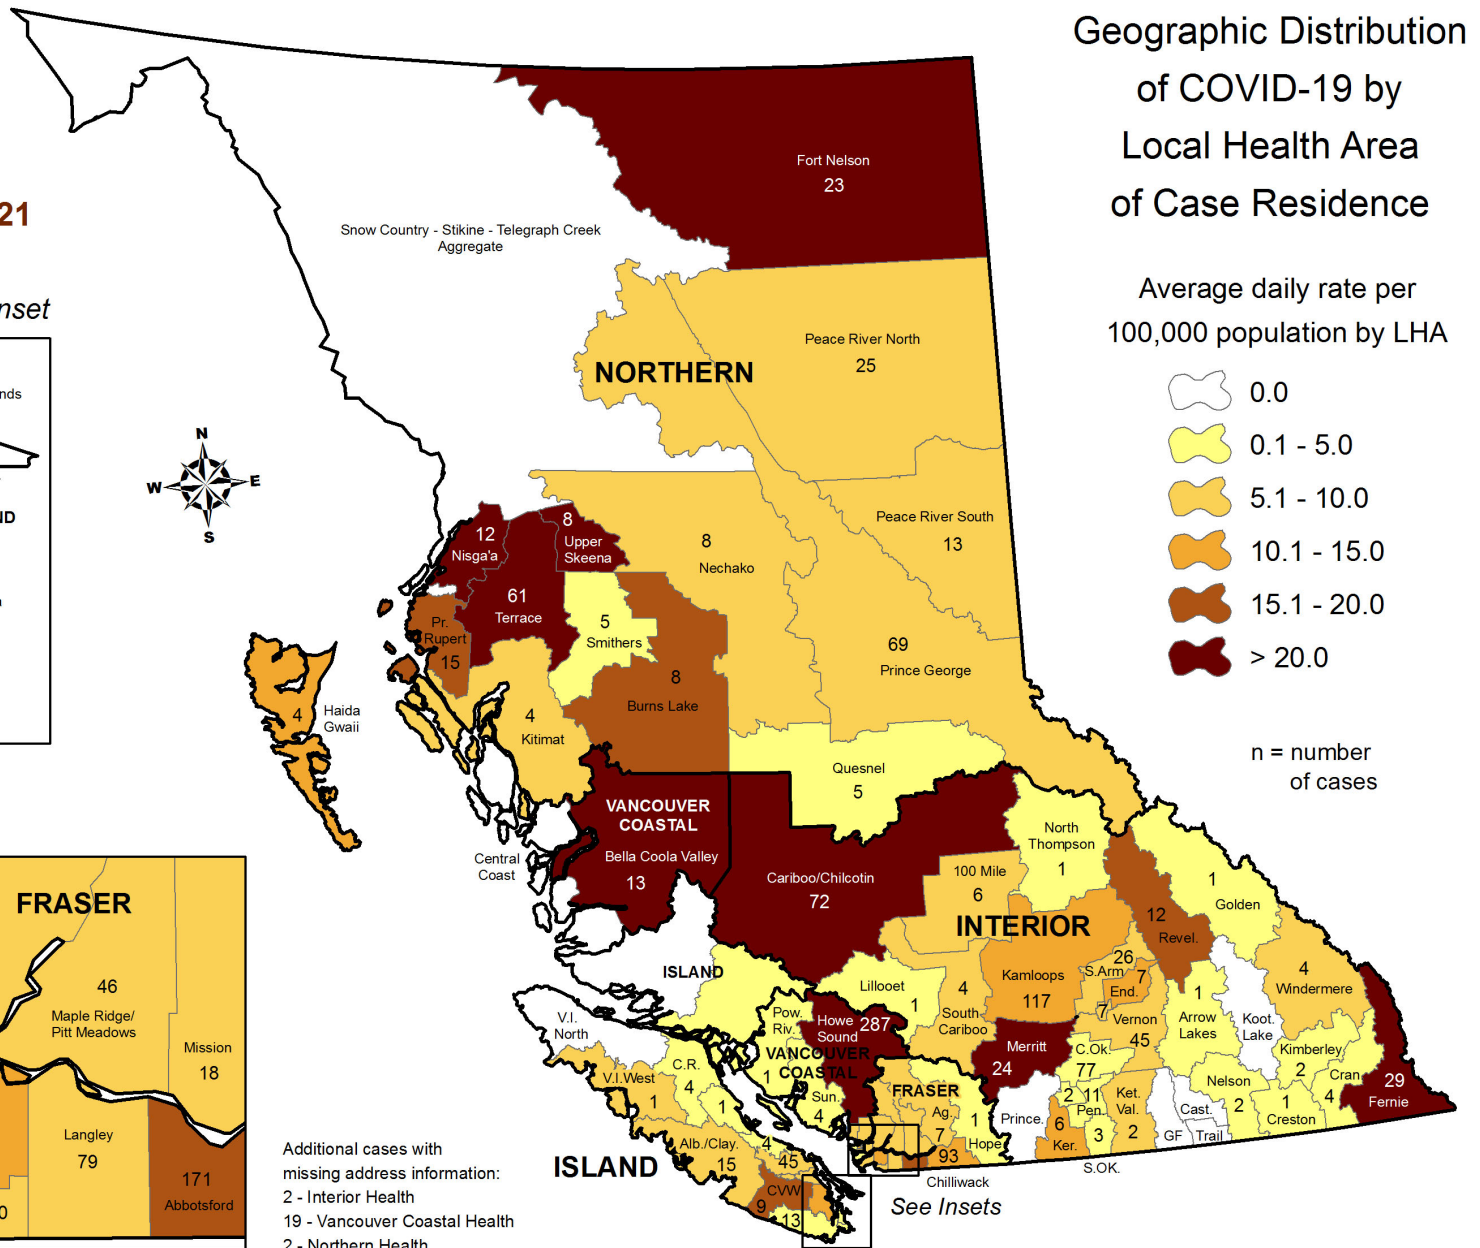 Geographic Distribution
of COVID-19 by
Local Health Area
of Case Residence
Average daily rate per
100,000 population by LHA
0.0
0.1 - 5.0
5.1 - 10.0
10.1 - 15.0
15.1 - 20.0
> 20.0
n = number
of cases
21
nset
nds
ND
N
W
E
S
Fort Nelson
23
Snow Country - Stikine - Telegraph Creek
Aggregate
Peace River North
25
NORTHERN
Peace River South
13
12
Nisga'a
8
Upper
Skeena
8
Nechako
61
Terrace
Pr.
Rupert
15
5
Smithers
69
Prince George
8
Burns Lake
4
Haida
Gwaii
4
Kitimat
Quesnel
5
VANCOUVER
COASTAL
Bella Coola Valley
13
Central
Coast
Cariboo/Chilcotin
72
North
Thompson
1
100 Mile
6
INTERIOR
12
Revel.
1
Golden
ISLAND
Lillooet
1
4
South
Cariboo
Kamloops
117
26
S.Arm
7
End.
7
Vernon
45
1
Arrow
Lakes
Koot.
Lake
4
Windermere
V.I.
North
Pow.
Riv.
1
Howe
Sound
287
VANCOUVER
COASTAL
Merritt
24
C.Ok.
77
Kimberley
2
Cran.
4
29
Fernie
V.I.West
1
C.R.
4
1
Sun.
4
FRASER
Ag.
7
1
Hope
93
Chilliwack
Prince.
2
11
Pen.
3
6
Ker.
S.OK.
Ket.
Val.
2
GF
Cast.
Trail
Nelson
2
1
Creston
Alb./Clay.
15
4
45
ISLAND
CVW
9
13
See Insets
FRASER
46
Maple Ridge/
Pitt Meadows
Mission
18
Langley
79
171
Abbotsford
0
Additional cases with
missing address information:
2 - Interior Health
19 - Vancouver Coastal Health
2 - Northern Health